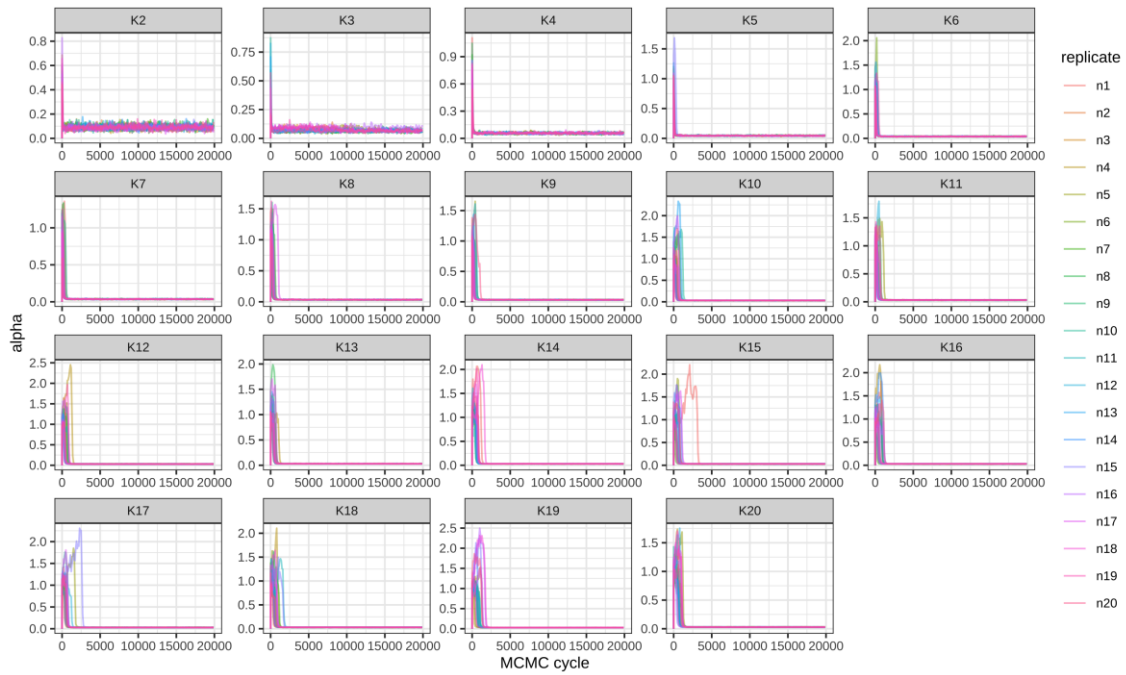 K2 K3 K4 K5 K6
0.8 0.6 0.4 0.2 0.0
0.75 0.50 0.25 0.00
0.9 0.6 0.3 0.0
1.5 1.0 0.5 0.0
2.0 1.5 1.0 0.5 0.0
0 5000 10000 15000 20000 0 5000 10000 15000 20000 0 5000 10000 15000 20000 0 5000 10000 15000 20000 0 5000 10000 15000 20000
K7 K8 K9 K10 K11
1.0 0.5 0.0
1.5 1.0 0.5 0.0
1.5 1.0 0.5 0.0
2.0 1.5 1.0 0.5 0.0
1.5 1.0 0.5 0.0
0 5000 10000 15000 20000 0 5000 10000 15000 20000 0 5000 10000 15000 20000 0 5000 10000 15000 20000 0 5000 10000 15000 20000
alpha
K12 K13 K14 K15 K16
2.5 2.0 1.5 1.0 0.5 0.0
2.0 1.5 1.0 0.5 0.0
2.0 1.5 1.0 0.5 0.0
2.0 1.5 1.0 0.5 0.0
2.0 1.5 1.0 0.5 0.0
0 5000 10000 15000 20000 0 5000 10000 15000 20000 0 5000 10000 15000 20000 0 5000 10000 15000 20000 0 5000 10000 15000 20000
K17 K18 K19 K20
2.0 1.5 1.0 0.5 0.0
2.0 1.5 1.0 0.5 0.0
2.5 2.0 1.5 1.0 0.5 0.0
1.5 1.0 0.5 0.0
0 5000 10000 15000 20000 0 5000 10000 15000 20000 0 5000 10000 15000 20000 0 5000 10000 15000 20000
MCMC cycle
replicate
n1
n2
n3
n4
n5
n6
n7
n8
n9
n10
n11
n12
n13
n14
n15
n16
n17
n18
n19
n20